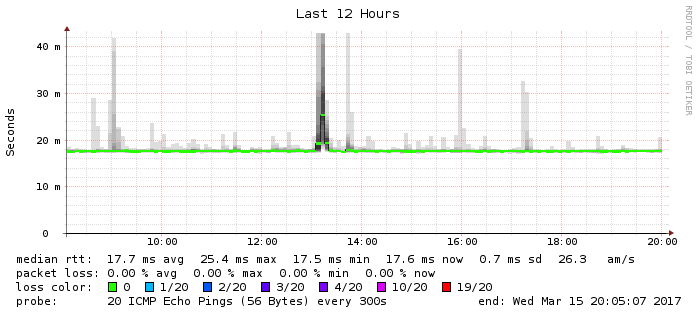 Last 12 Hours
RRDTOOL / TOBI OETIKER
Seconds
40 m
30 m
20 m
10 m
0
10:00 12:00 14:00 16:00 18:00 20:00
median rtt: 17.7 ms avg 25.4 ms max 17.5 ms min 17.6 ms now 0.7 ms sd 26.3 am/s
packet loss: 0.00 % avg 0.00 % max 0.00 % min 0.00 % now
loss color: 0 1/20 2/20 3/20 4/20 10/20 19/20
probe: 20 ICMP Echo Pings (56 Bytes) every 300s end: Wed Mar 15 20:05:07 2017